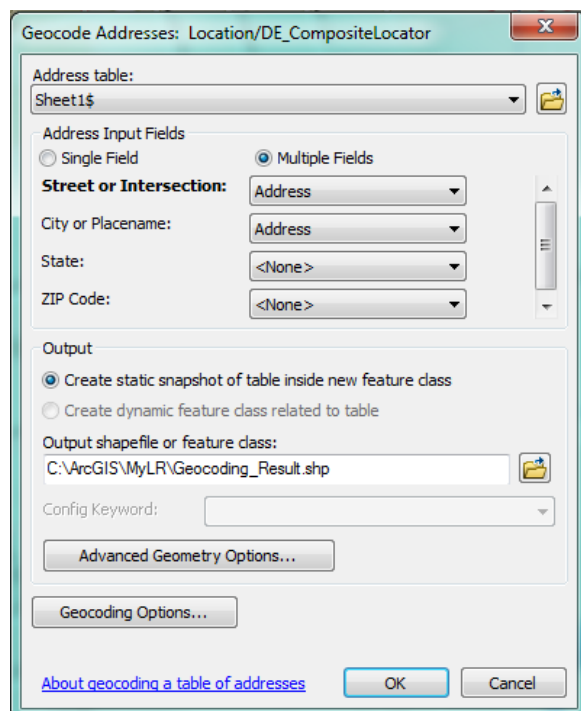 Geocode Addresses: Location/DE_CompositeLocator
Address table:
Sheet1$
Address Input Fields
Single Field Multiple Fields
Street or Intersection: Address
City or Placename: Address
State: <None>
ZIP Code: <None>
Output
Create static snapshot of table inside new feature class
Create dynamic feature class related to table
Output shapefile or feature class:
C:\ArcGIS\MyLR\Geocoding_Result.shp
Config Keyword:
Advanced Geometry Options...
Geocoding Options...
About geocoding a table of addresses OK Cancel